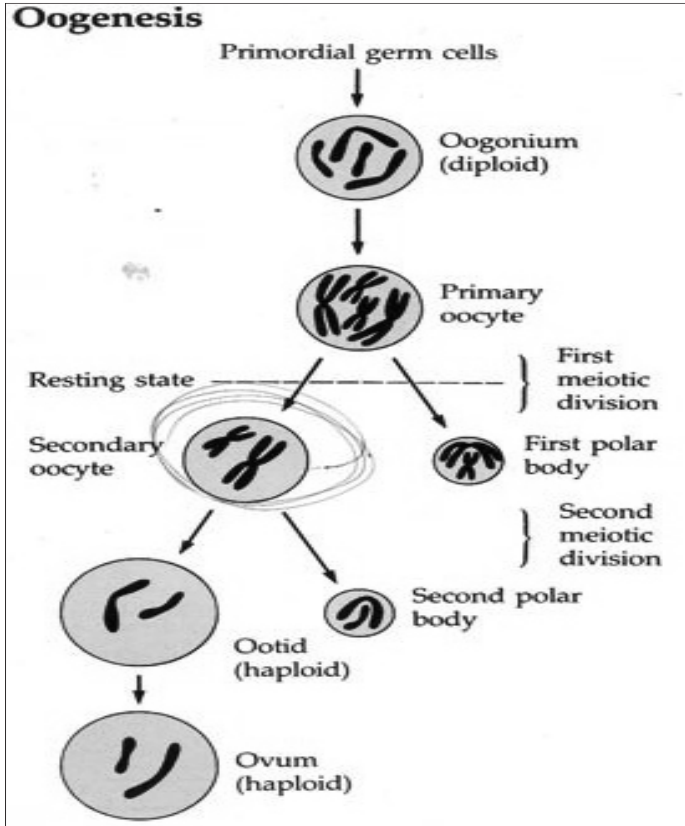 Oogenesis
Primordial germ cells
Oogonium
(diploid)
Primary
oocyte
First
meiotic
division
Resting state
Secondary
oocyte
First polar
body
Second
meiotic
division
Second polar
body
Ootid
(haploid)
Ovum
(haploid)